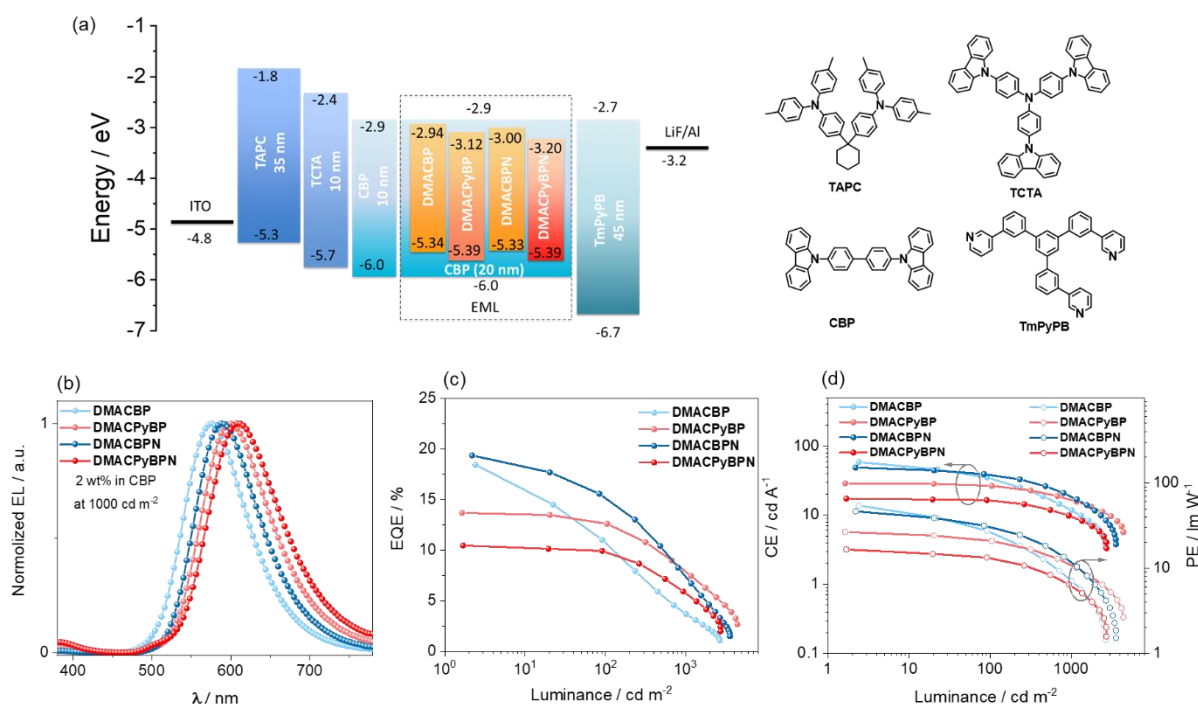 (a)
Energy / eV
-1
-2
-3
-4
-5
-6
-7
ITO
-4.8
-1.8
TAPC
35 nm
-5.3
-2.4
TCTA
10 nm
-5.7
-2.9
CBP
10 nm
-6.0
-2.9
-2.94
DMACBP
-5.34
-3.12
DMACPyBP
-5.39
-3.00
DMACBPN
-5.33
-3.20
DMACPyBPN
-5.39
CBP (20 nm)
-6.0
EML
-2.7
TmPyPB
45 nm
-6.7
LiF/Al
-3.2
N
N
TAPC
N
N
N
N
TCTA
N
N
CBP
N
N
N
TmPyPB
(b)
Normolized EL / a.u.
1
0
DMACBP
DMACPyBP
DMACBPN
DMACPyBPN
2 wt% in CBP
at 1000 cd m-2
400
500
600
700
λ / nm
(c)
EQE / %
25
20
15
10
5
0
DMACBP
DMACPyBP
DMACBPN
DMACPyBPN
10⁰
10¹
10²
10³
Luminance / cd m-2
(d)
CE / cd A-1
100
10
1
0.1
DMACBP
DMACPyBP
DMACBPN
DMACPyBPN
DMACBP
DMACPyBP
DMACBPN
DMACPyBPN
100
10
1
PE / lm W-1
1
10
100
1000
Luminance / cd m-2